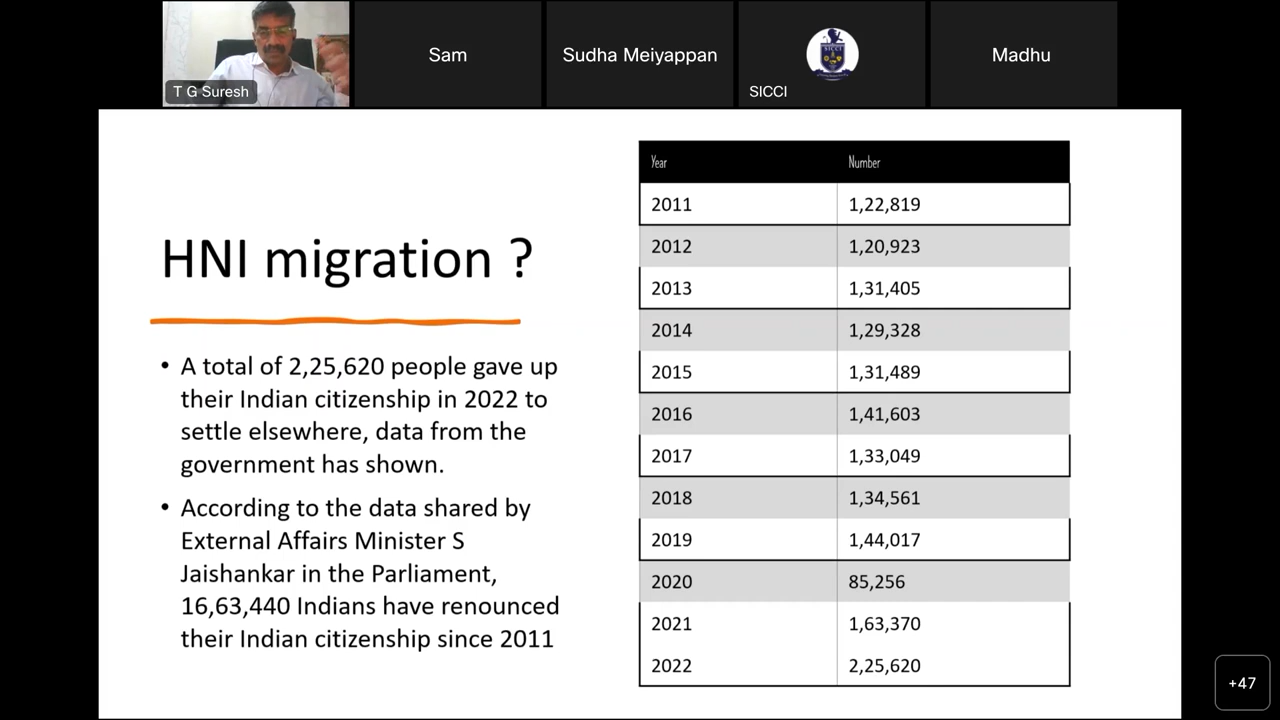 T G Suresh
Sam
Sudha Meiyappan
SICCI
SICCI
Madhu
HNI migration ?
• A total of 2,25,620 people gave up
their Indian citizenship in 2022 to
settle elsewhere, data from the
government has shown.
• According to the data shared by
External Affairs Minister S
Jaishankar in the Parliament,
16,63,440 Indians have renounced
their Indian citizenship since 2011
Year Number
2011 1,22,819
2012 1,20,923
2013 1,31,405
2014 1,29,328
2015 1,31,489
2016 1,41,603
2017 1,33,049
2018 1,34,561
2019 1,44,017
2020 85,256
2021 1,63,370
2022 2,25,620
+47